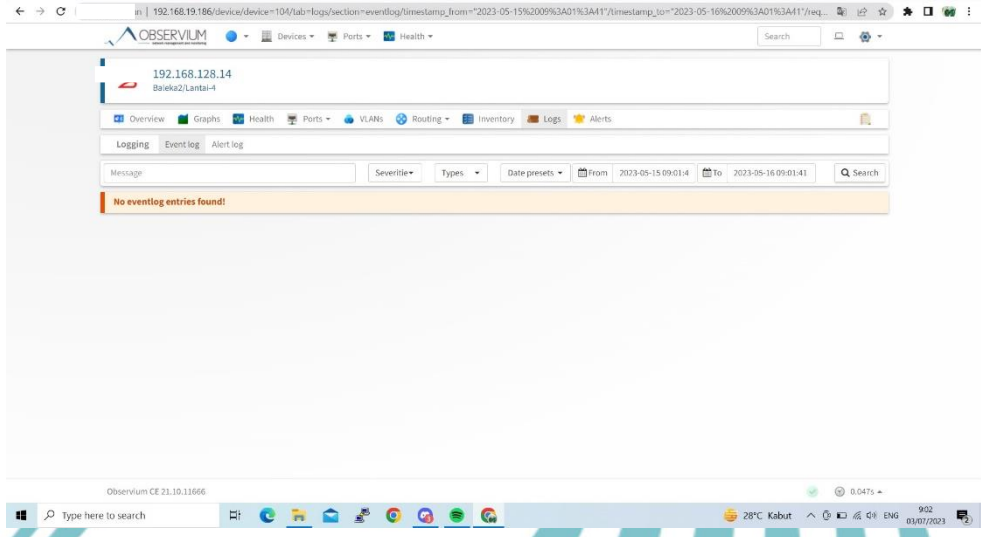 192.168.19.186/device/device=104/tab=logs/section=eventlog/timestamp_from="2023-05-15%2009%3A01%3A41"/timestamp_to="2023-05-16%2009%3A01%3A41"/req...
OBSERVIUM Devices Ports Health Search
192.168.128.14
Baleka2/Lantai-4
Overview Graphs Health Ports VLANs Routing Inventory Logs Alerts
Logging Eventlog Alert log
Message Severitie Types Date presets From 2023-05-15 09:01:4 To 2023-05-16 09:01:41 Search
No eventlog entries found!
Observium CE 21.10.11666 0.047s
Type here to search 28°C Kabut ENG 9:02
03/07/2023 2